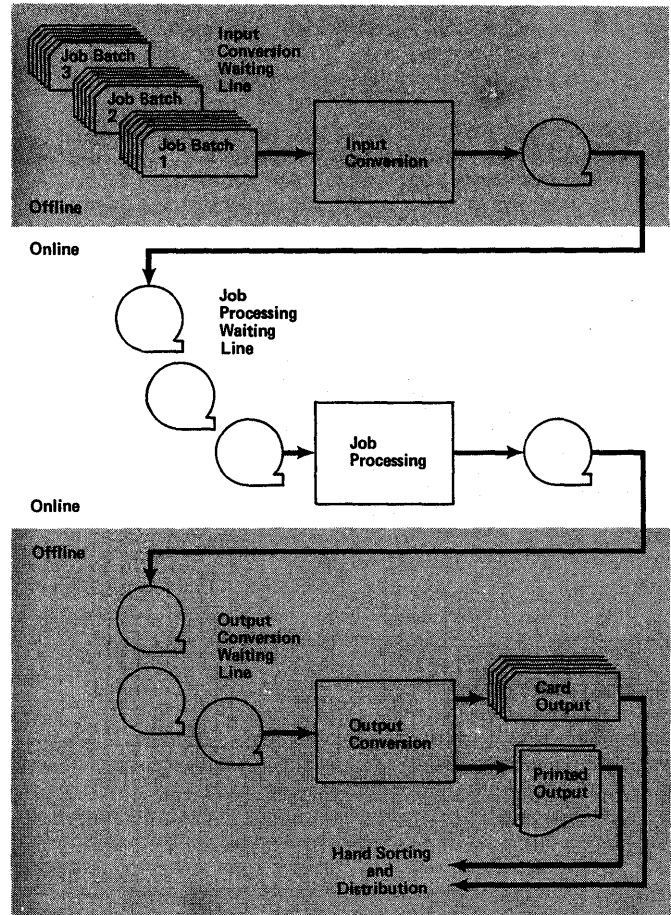 Input
Conversion
Waiting
Line
Job Batch
3
Job Batch
2
Job Batch
1
Input
Conversion
Offline
Online
Job
Processing
Waiting
Line
Job
Processing
Online
Offline
Output
Conversion
Waiting
Line
Output
Conversion
Card
Output
Printed
Output
Hand Sorting
and
Distribution